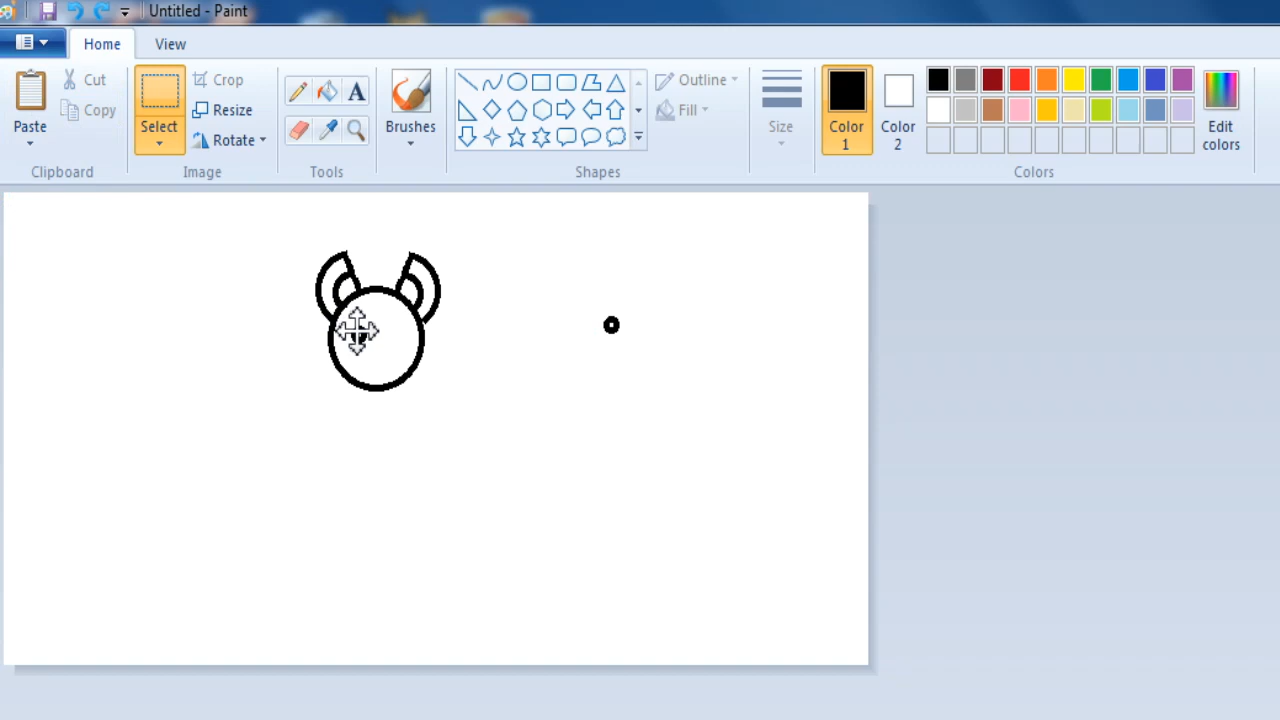 Untitled - Paint
Home View
Cut
Copy
Paste
Clipboard
Select
Crop
Resize
Rotate
Image
A
Tools
Brushes
Outline
Fill
Shapes
Size
Color 1
Color 2
Edit colors
Colors